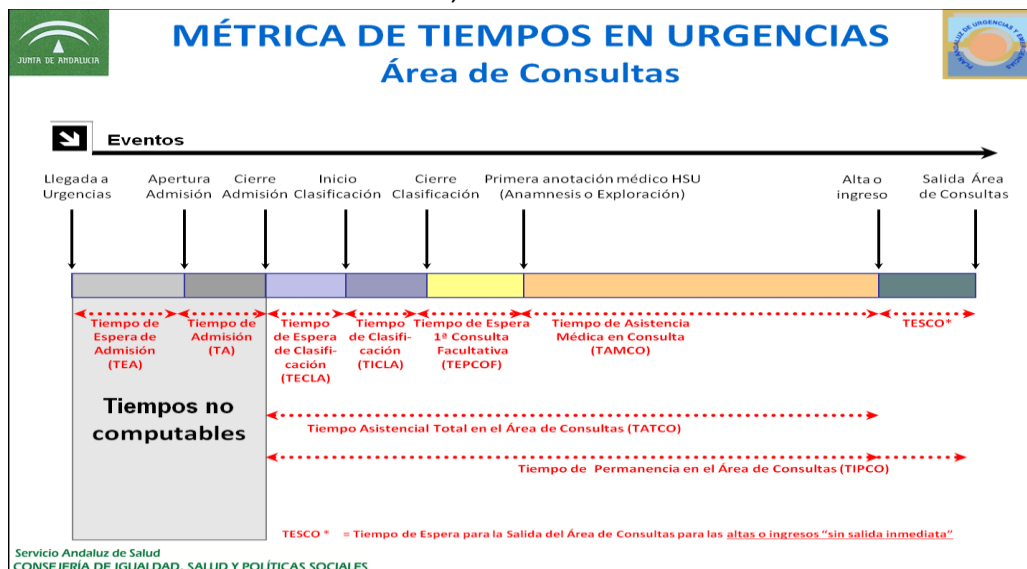 JUNTA DE ANDALUCIA
MÉTRICA DE TIEMPOS EN URGENCIAS
Área de Consultas
PLAN ANDALUZ DE URGENCIAS Y EMERGENCIAS
Eventos
Llegada a
Urgencias
Apertura
Admisión
Cierre
Admisión
Inicio
Clasificación
Cierre
Clasificación
Primera anotación médico HSU
(Anamnesis o Exploración)
Alta o
ingreso
Salida Área
de Consultas
Tiempo de
Espera de
Admisión
(TEA)
Tiempo de
Admisión
(TA)
Tiempo
de Espera
de Clasifi-
cación
(TECLA)
Tiempo
de Clasifi-
cación
(TICLA)
Tiempo de Espera
1ª Consulta
Facultativa
(TEPCOF)
Tiempo de Asistencia
Médica en Consulta
(TAMCO)
TESCO*
Tiempos no
computables
Tiempo Asistencial Total en el Área de Consultas (TATCO)
Tiempo de Permanencia en el Área de Consultas (TIPCO)
TESCO * = Tiempo de Espera para la Salida del Área de Consultas para las altas o ingresos “sin salida inmediata”
Servicio Andaluz de Salud
CONSEJERÍA DE IGUALDAD, SALUD Y POLÍTICAS SOCIALES